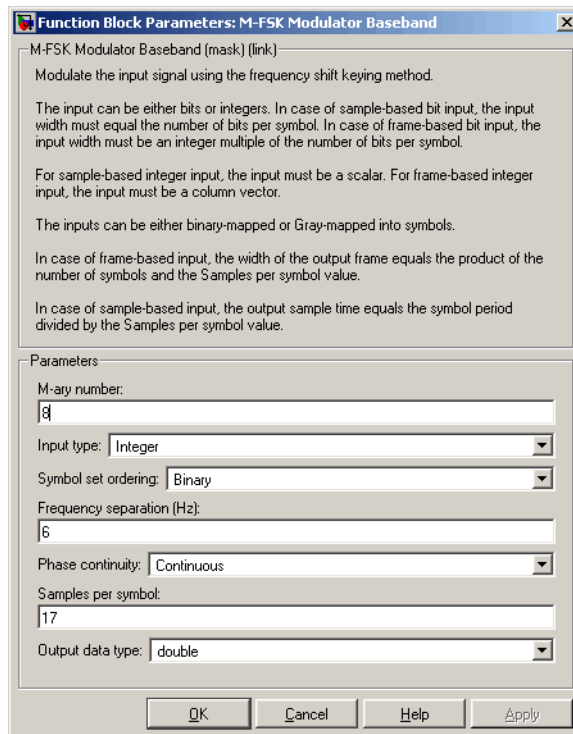 Function Block Parameters: M-FSK Modulator Baseband
M-FSK Modulator Baseband (mask) (link)
Modulate the input signal using the frequency shift keying method.
The input can be either bits or integers. In case of sample-based bit input, the input
width must equal the number of bits per symbol. In case of frame-based bit input, the
input width must be an integer multiple of the number of bits per symbol.
For sample-based integer input, the input must be a scalar. For frame-based integer
input, the input must be a column vector.
The inputs can be either binary-mapped or Gray-mapped into symbols.
In case of frame-based input, the width of the output frame equals the product of the
number of symbols and the Samples per symbol value.
In case of sample-based input, the output sample time equals the symbol period
divided by the Samples per symbol value.
Parameters
M-ary number:
8
Input type: Integer
Symbol set ordering: Binary
Frequency separation (Hz):
6
Phase continuity: Continuous
Samples per symbol:
17
Output data type: double
OK Cancel Help Apply